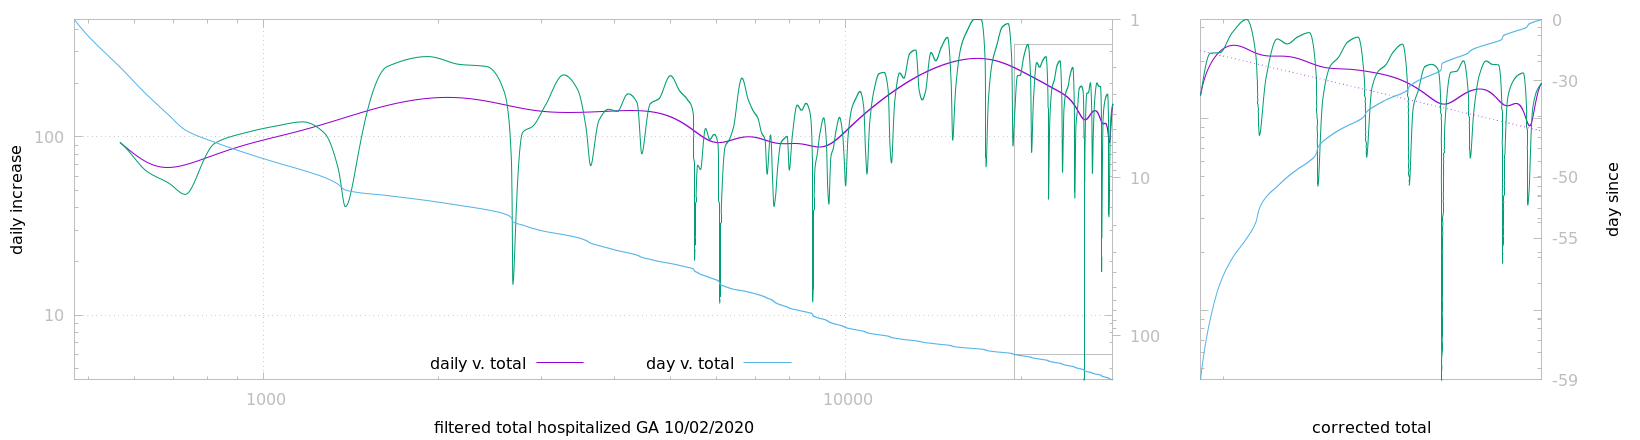 1
0
-30
100
daily increase
10
-50
day since
-55
10
daily v. total
day v. total
100
-59
1000
10000
filtered total hospitalized GA 10/02/2020
corrected total